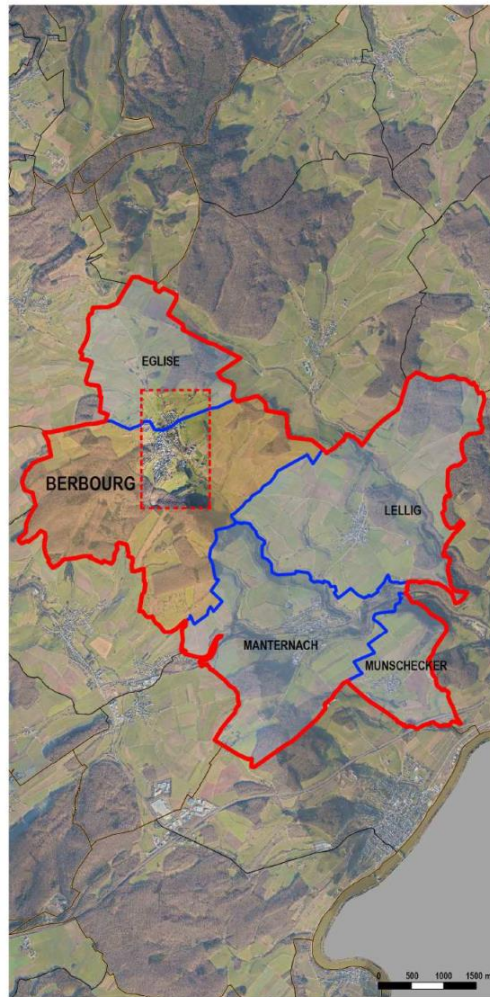 EGLISE
BERBOURG
LELLIG
MANTERNACH
MUNSCHECKER
0 500 1000 1500 m